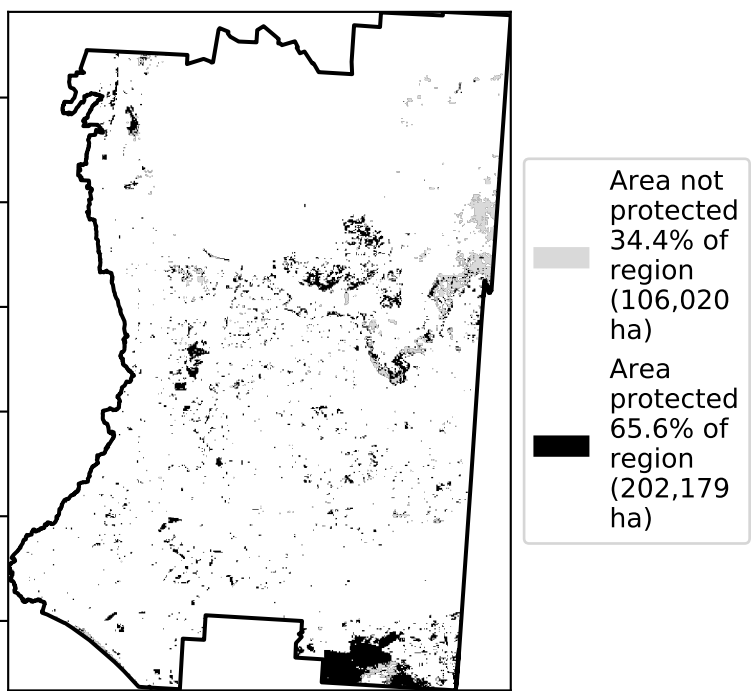 Area not
protected
34.4% of
region
(106,020
ha)
Area
protected
65.6% of
region
(202,179
ha)